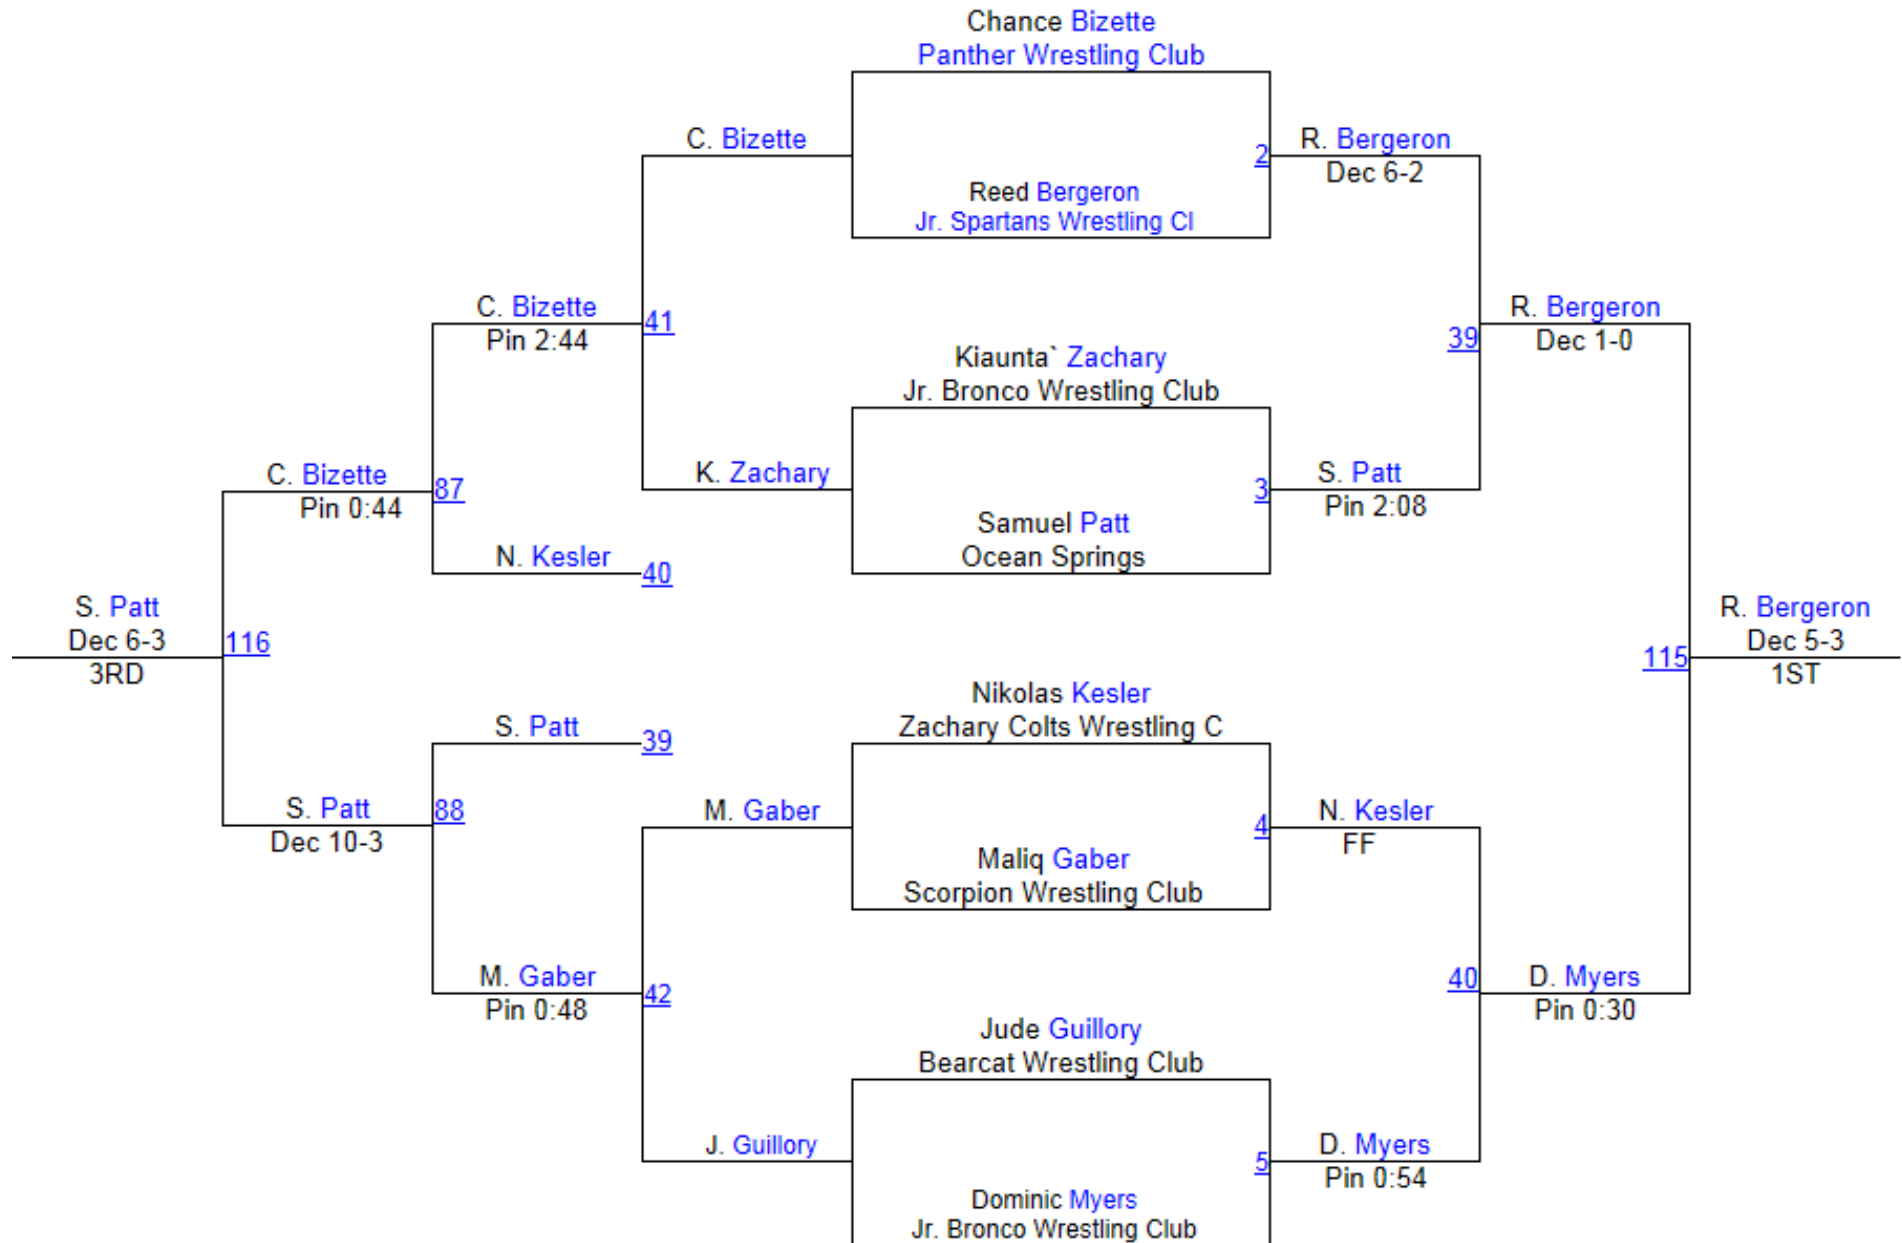 Chance Bizette
Panther Wrestling Club
C. Bizette
2
R. Bergeron
Dec 6-2
Reed Bergeron
Jr. Spartans Wrestling Cl
C. Bizette
Pin 2:44
41
39
R. Bergeron
Dec 1-0
Kiaunta` Zachary
Jr. Bronco Wrestling Club
C. Bizette
Pin 0:44
87
K. Zachary
3
S. Patt
Pin 2:08
Samuel Patt
Ocean Springs
N. Kesler
40
S. Patt
Dec 6-3
3RD
116
115
R. Bergeron
Dec 5-3
1ST
Nikolas Kesler
Zachary Colts Wrestling C
S. Patt
39
S. Patt
Dec 10-3
88
M. Gaber
4
N. Kesler
FF
Maliq Gaber
Scorpion Wrestling Club
M. Gaber
Pin 0:48
42
40
D. Myers
Pin 0:30
Jude Guillory
Bearcat Wrestling Club
J. Guillory
5
D. Myers
Pin 0:54
Dominic Myers
Jr. Bronco Wrestling Club